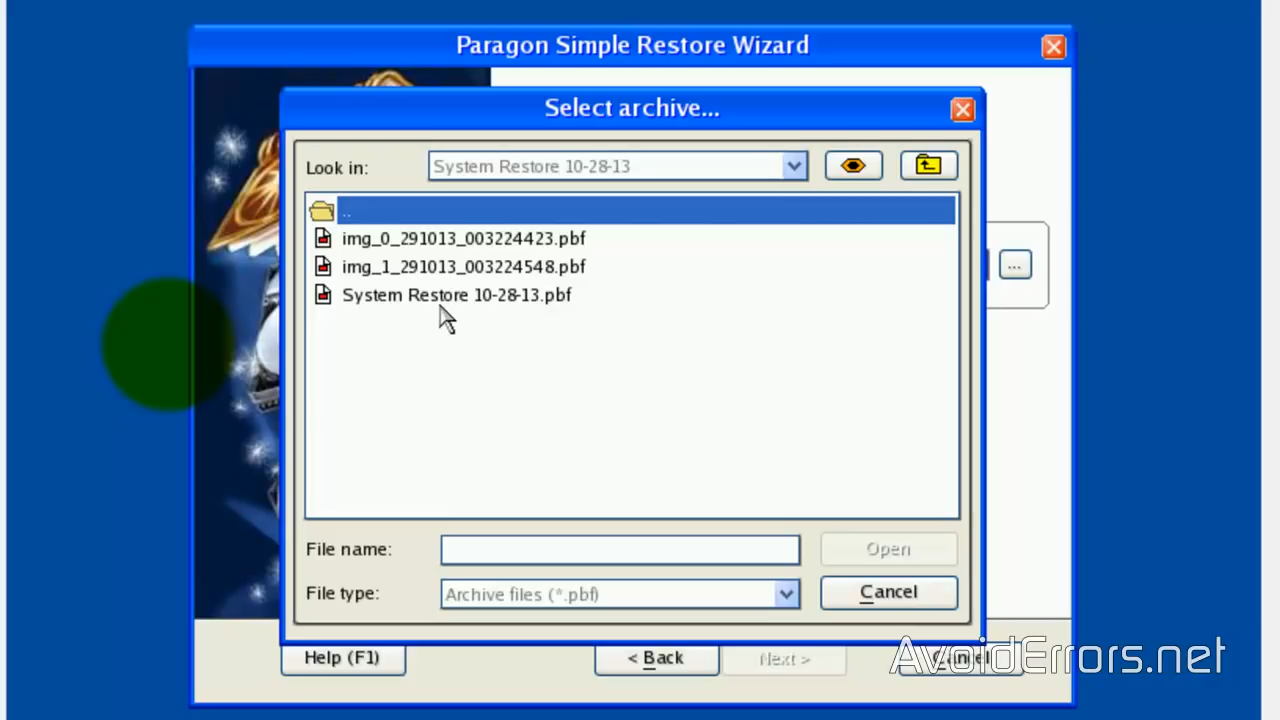 Paragon Simple Restore Wizard
Select archive...
Look in: System Restore 10-28-13
..
img_0_291013_003224423.pbf
img_1_291013_003224548.pbf
System Restore 10-28-13.pbf
...
File name: Open
File type: Archive files (*.pbf) Cancel
Help (F1) < Back Next > Cancel
AvoidErrors.net